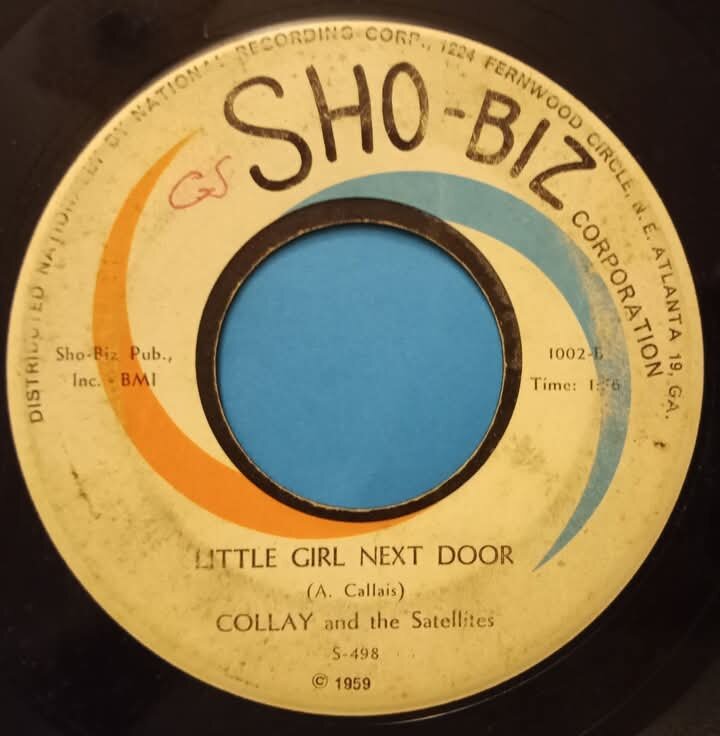 DISTRIBUTED NATIONALLY BY NATIONAL RECORDING CORP., 1224 FERNWOOD CIRCLE, N.E. ATLANTA 19, GA.
SHO-BIZ
CORPORATION
GS
Sho-Biz Pub.,
Inc. - BMI
1002-
Time:
LITTLE GIRL NEXT DOOR
(A. Callais)
COLLAY and the Satellites
S-498
© 1959